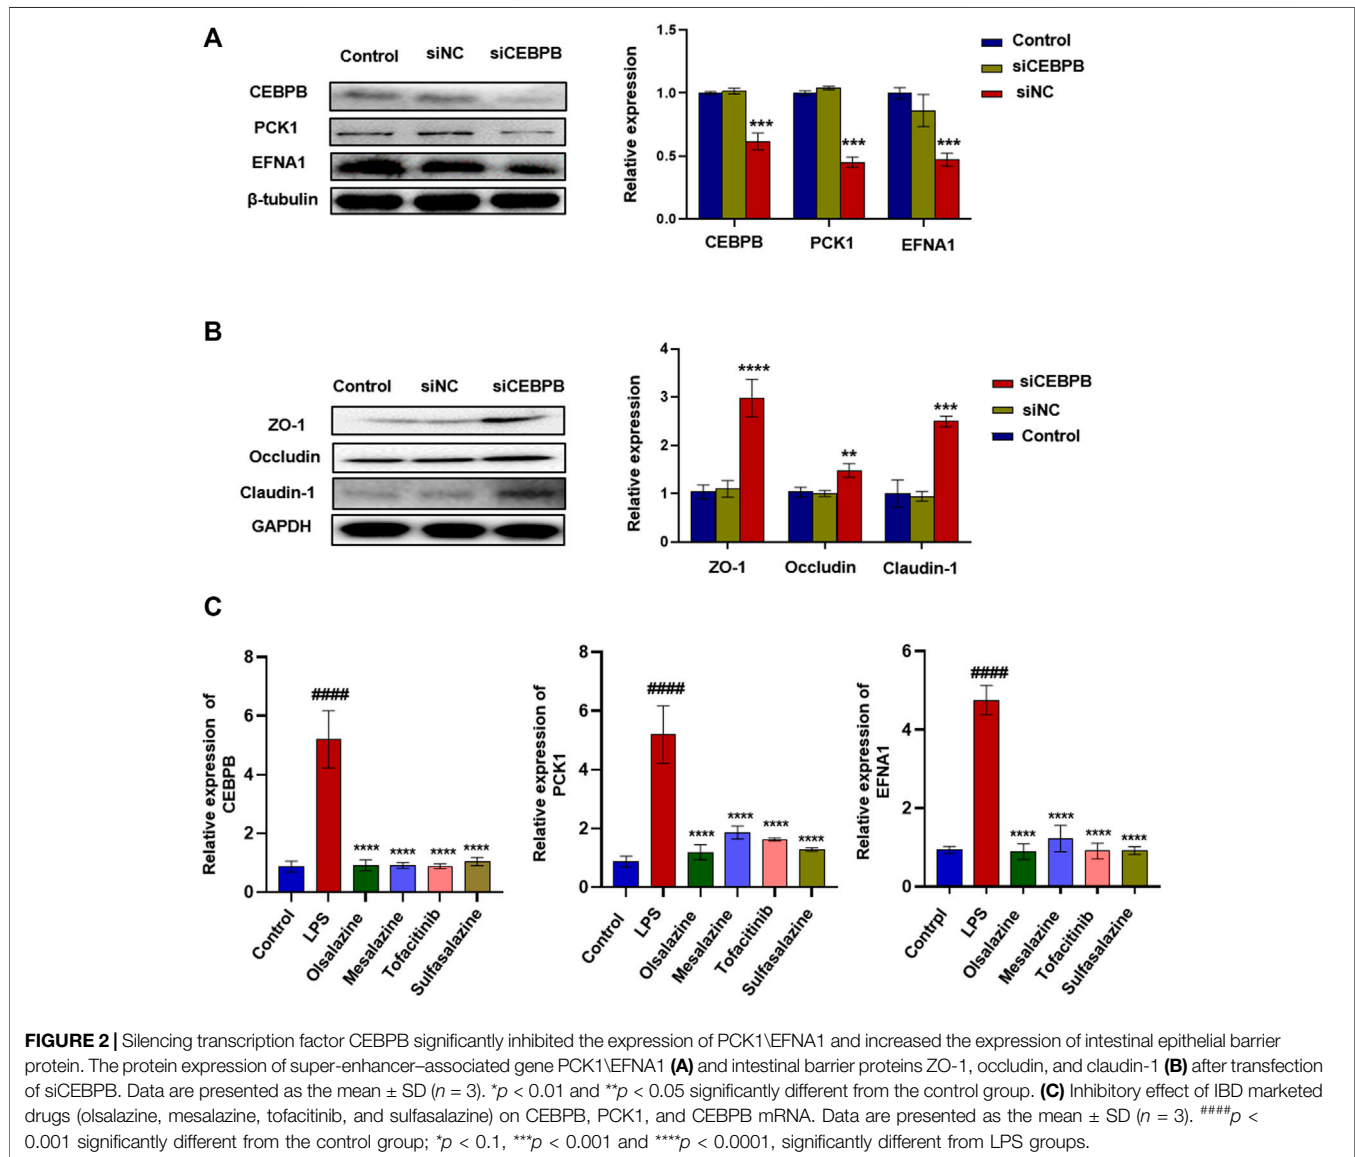 A
Control siNC siCEBPB
CEBPB
PCK1
EFNA1
β-tubulin
Relative expression
1.5
1.0
0.5
0.0
***
***
***
CEBPB PCK1 EFNA1
Control
siCEBPB
siNC
B
Control siNC siCEBPB
ZO-1
Occludin
Claudin-1
GAPDH
Relative expression
4
3
2
1
0
****
**
***
ZO-1 Occludin Claudin-1
siCEBPB
siNC
Control
C
Relative expression of
CEBPB
8
6
4
2
0
####
**** **** **** ****
Control LPS Olsalazine Mesalazine Tofacitinib Sulfasalazine
Relative expression of
PCK1
8
6
4
2
0
####
**** **** **** ****
Control LPS Olsalazine Mesalazine Tofacitinib Sulfasalazine
Relative expression of
EFNA1
6
4
2
0
####
**** **** **** ****
Contrpl LPS Olsalazine Mesalazine Tofacitinib Sulfasalazine
FIGURE 2 | Silencing transcription factor CEBPB significantly inhibited the expression of PCK1\EFNA1 and increased the expression of intestinal epithelial barrier
protein. The protein expression of super-enhancer–associated gene PCK1\EFNA1 (A) and intestinal barrier proteins ZO-1, occludin, and claudin-1 (B) after transfection
of siCEBPB. Data are presented as the mean ± SD (n = 3). *p < 0.01 and **p < 0.05 significantly different from the control group. (C) Inhibitory effect of IBD marketed
drugs (olsalazine, mesalazine, tofacitinib, and sulfasalazine) on CEBPB, PCK1, and CEBPB mRNA. Data are presented as the mean ± SD (n = 3). ####p <
0.001 significantly different from the control group; *p < 0.1, ***p < 0.001 and ****p < 0.0001, significantly different from LPS groups.